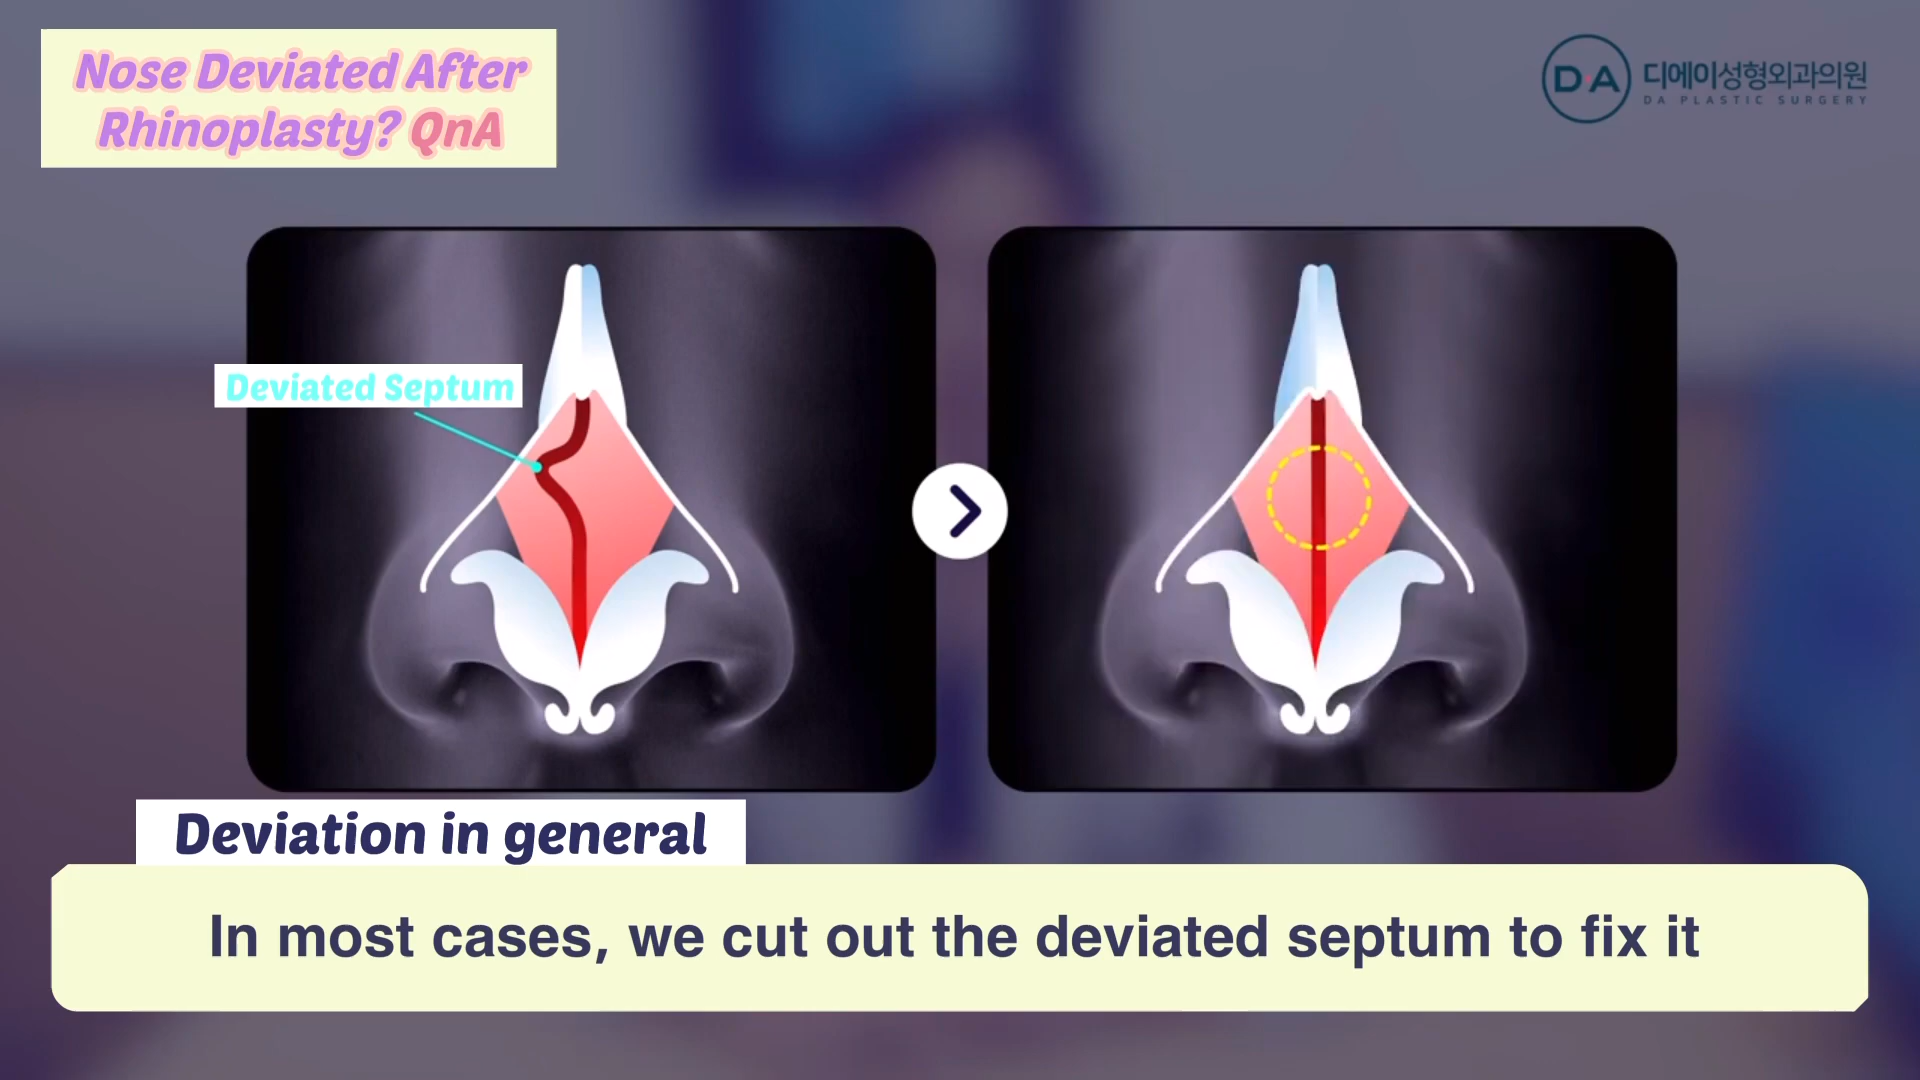 Nose Deviated After
Rhinoplasty? QnA
D·A
디에이성형외과의원
DA PLASTIC SURGERY
Deviated Septum
Deviation in general
In most cases, we cut out the deviated septum to fix it